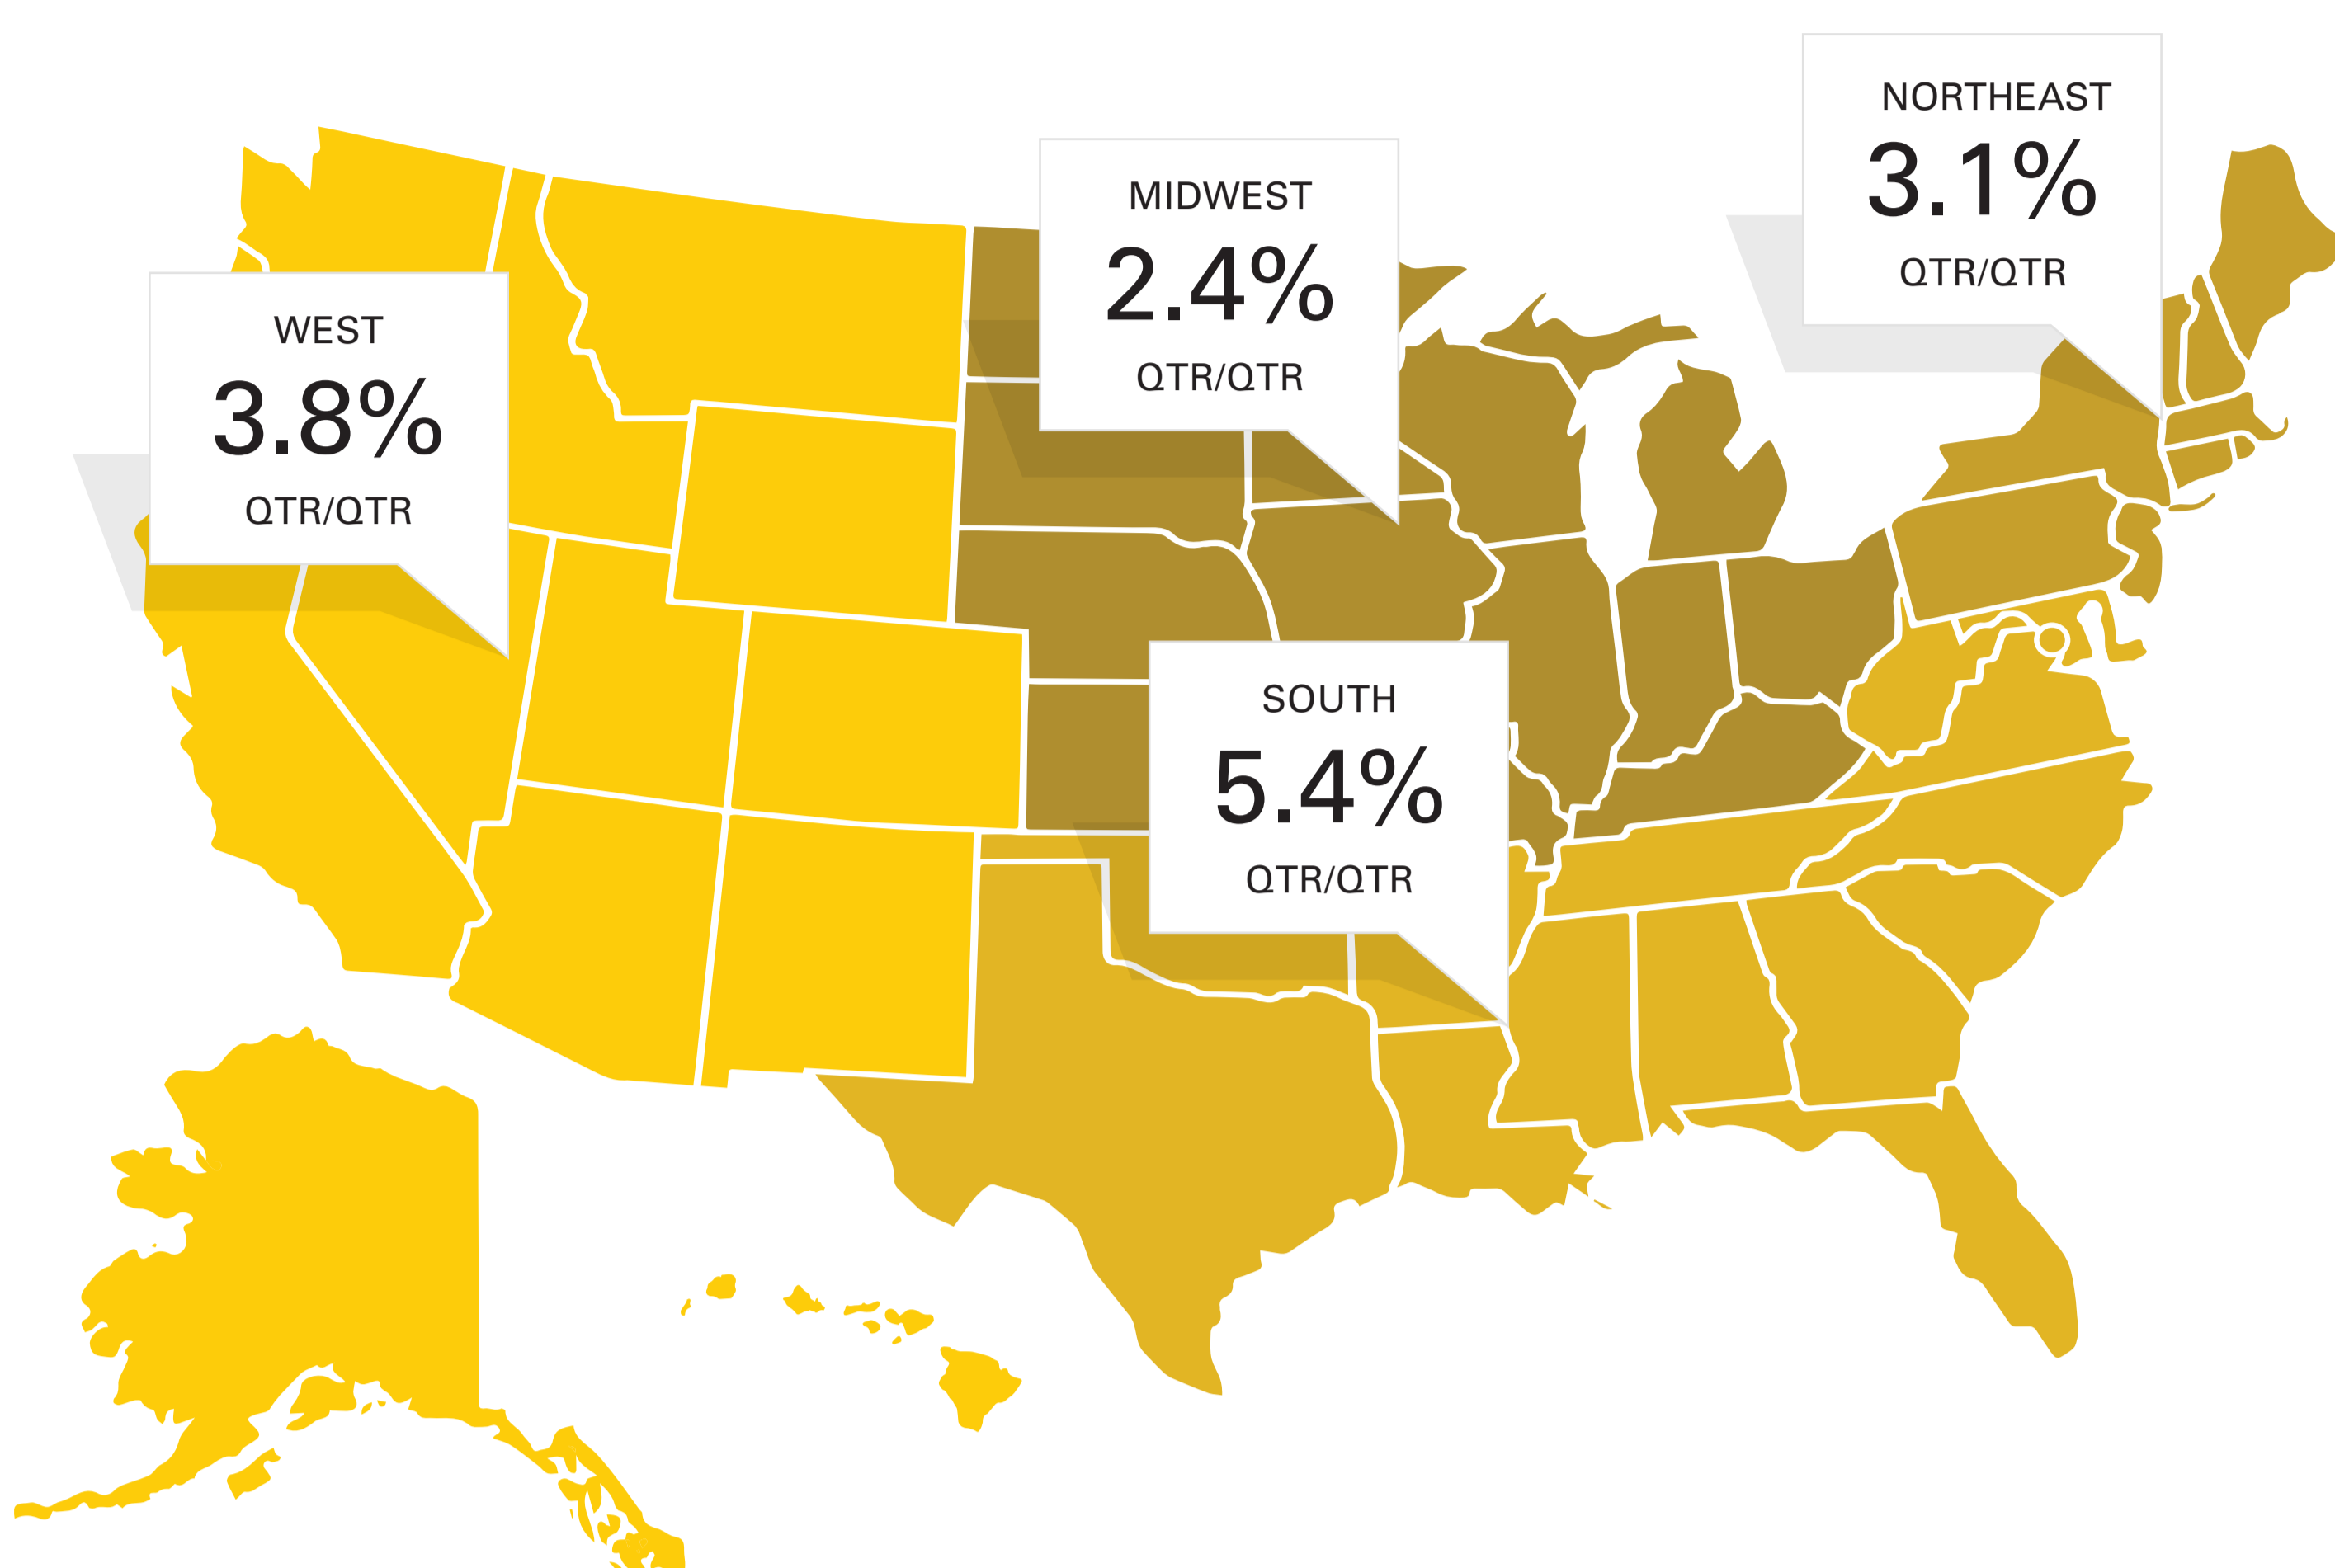 NORTHEAST
3.1%
QTR/QTR
MIDWEST
2.4%
QTR/QTR
WEST
3.8%
QTR/QTR
SOUTH
5.4%
QTR/QTR